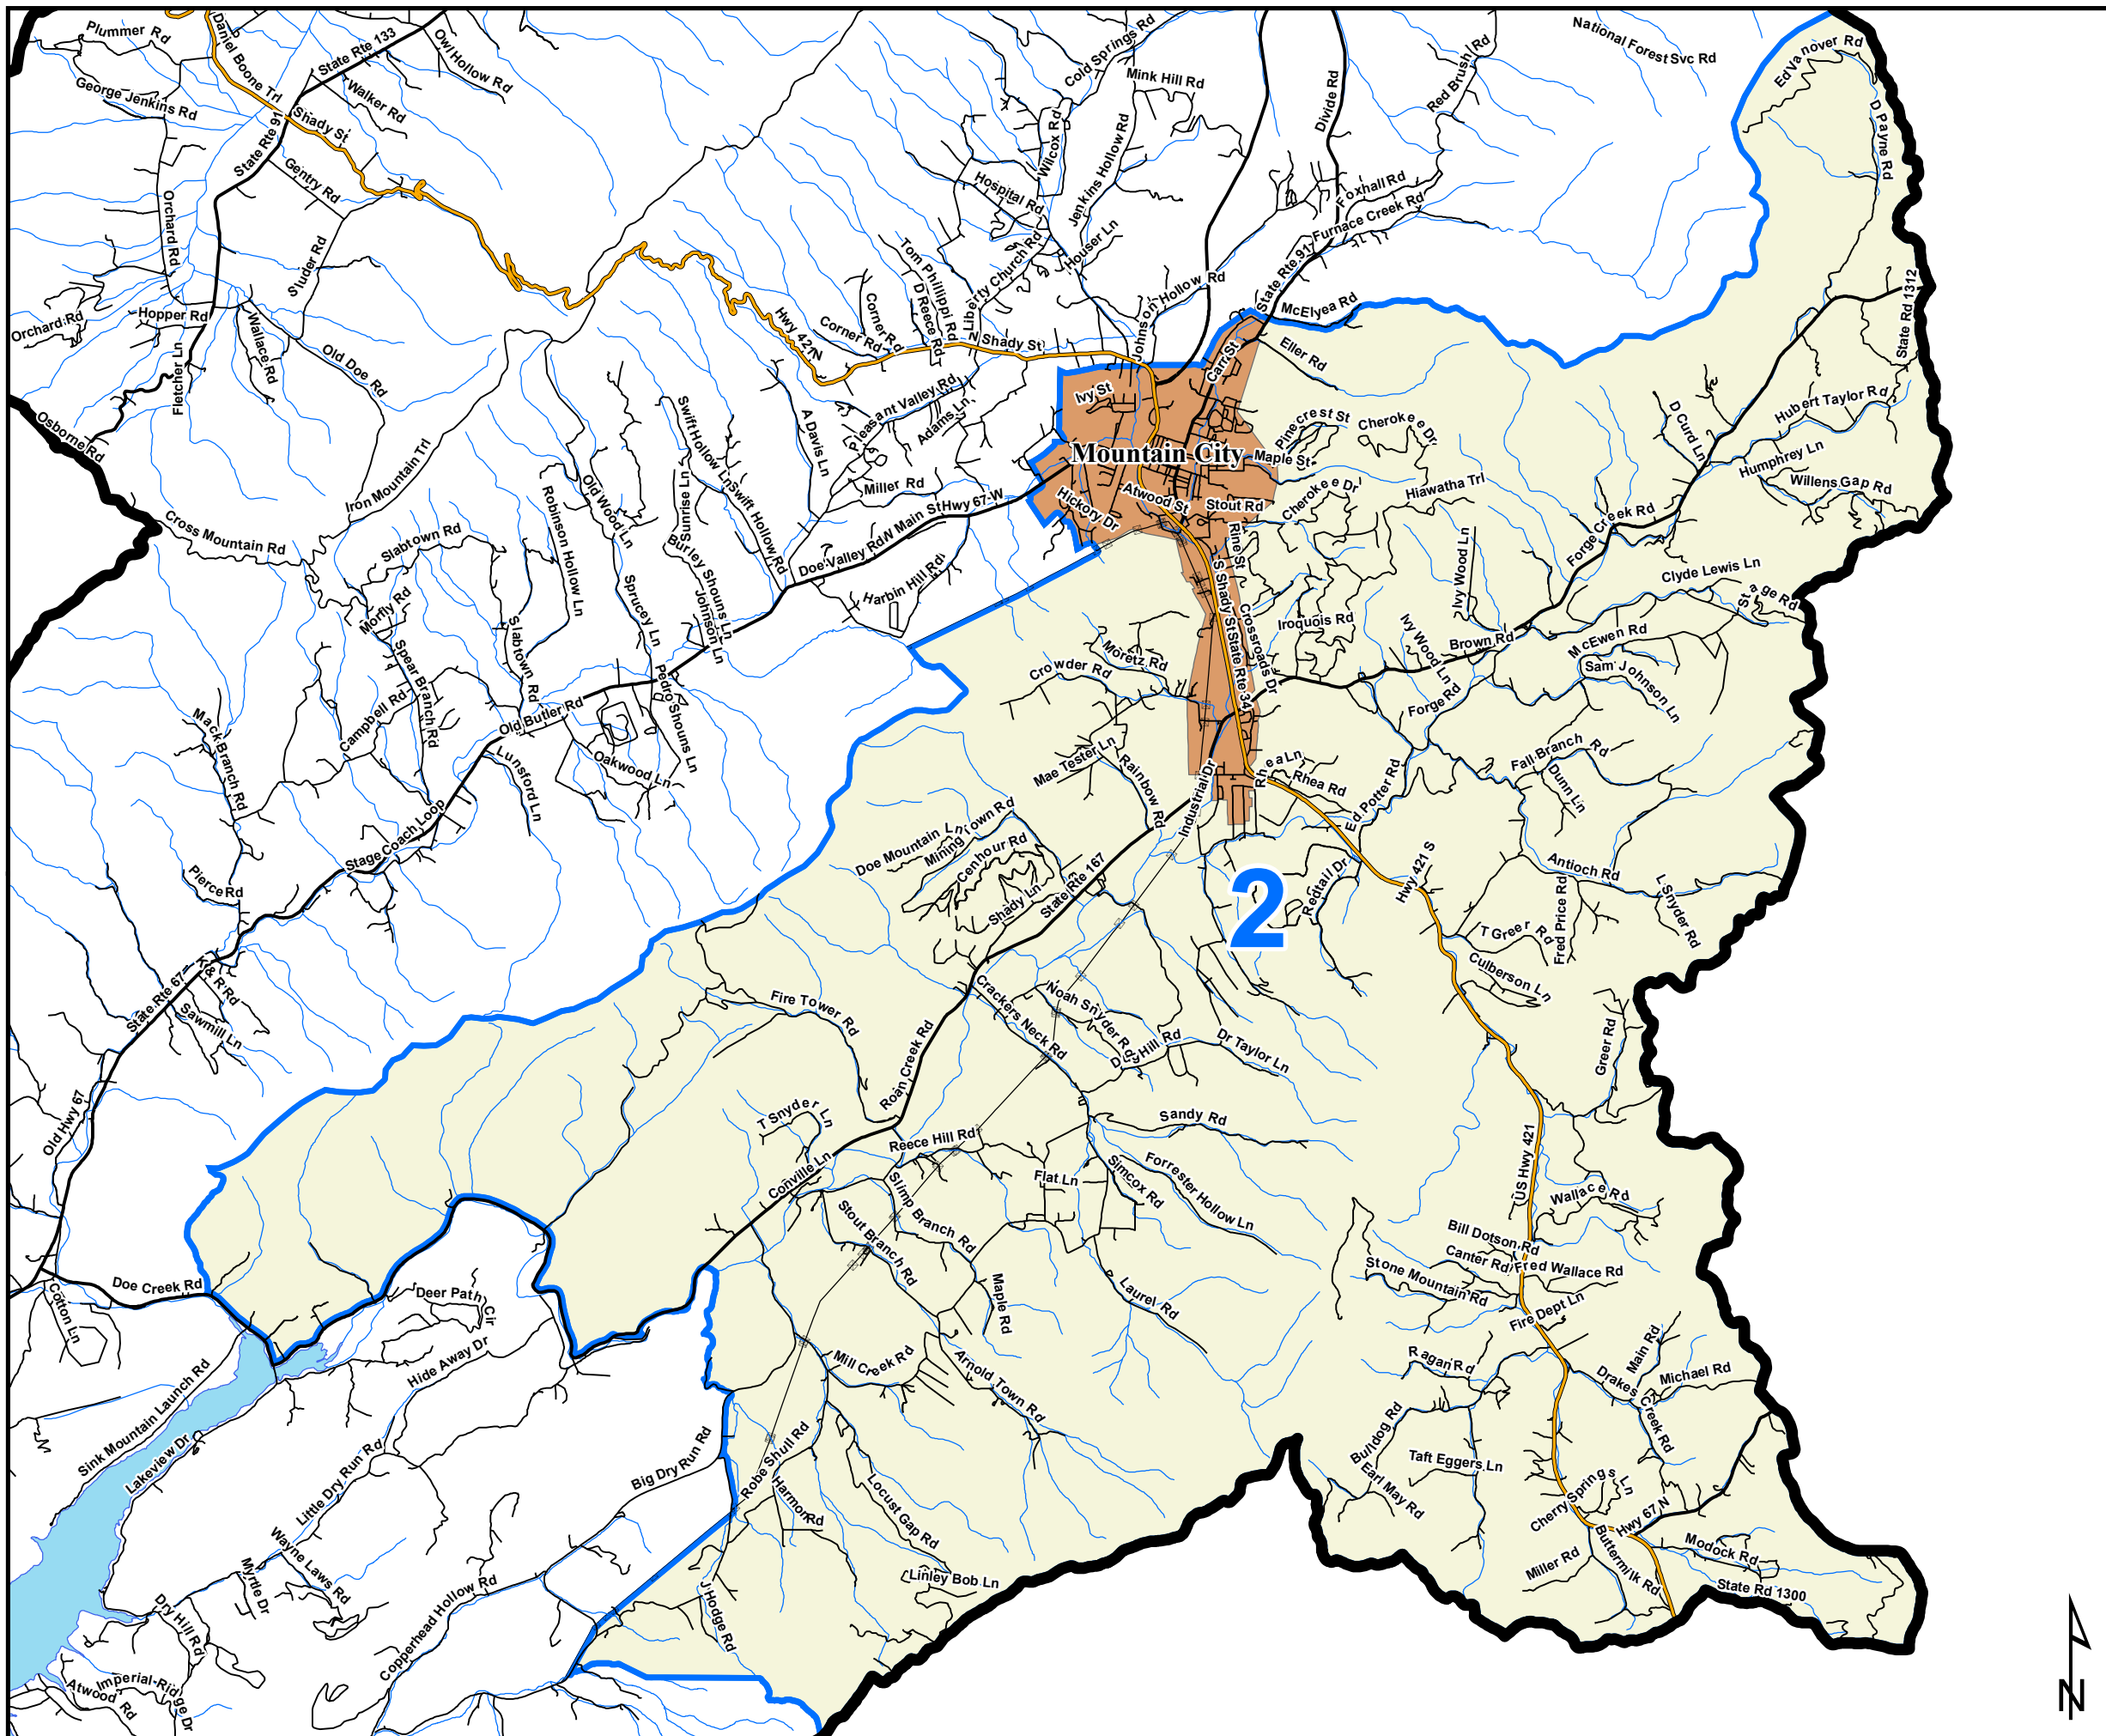 Plummer Rd
Daniel Boone Trl
State Rte 133
Owl Hollow Rd
Cold Springs Rd
Mink Hill Rd
Divide Rd
Red Brush Rd
National Forest Svc Rd
Ed Vanover Rd
George Jenkins Rd
Walker Rd
Shady St
State Rte 91
Gentry Rd
Wilcox Rd
Jenkins Hollow Rd
Hospital Rd
Foxhall Rd
Furnace Creek Rd
D Payne Rd
Orchard Rd
Sluder Rd
Tom Phillippi Rd
D Reece Rd
Liberty Church Rd
Houser Ln
State Rte 91
Johnson Hollow Rd
McElyea Rd
State Rd 1312
Orchard Rd
Hopper Rd
Wallace Rd
Old Doe Rd
Fletcher Ln
Hwy 421 N
Corner Rd
Corner Rd
N Shady St
Carr St
Eller Rd
Ivy St
Osborne Rd
Iron Mountain Trl
Swift Hollow Ln
Swift Hollow Rd
A Davis Ln
Pleasant Valley Rd
Adams Ln
Mountain City
Pinecrest St
Cherokee Dr
Maple St
D Curd Ln
Hubert Taylor Rd
Humphrey Ln
Willens Gap Rd
Cross Mountain Rd
Slabtown Rd
Robinson Hollow Ln
Old Wood Ln
Sunrise Ln
Miller Rd
W Main St
Hwy 67 W
Hickory Dr
Atwood St
Stout Rd
Cherokee Dr
Hiawatha Trl
Forge Creek Rd
Doe Valley Rd
Burley Shouns Ln
Johnson Ln
Harbin Hill Rd
Rine St
Ivy Wood Ln
Clyde Lewis Ln
Stage Rd
Morfly Rd
Spear Branch Rd
Slabtown Rd
Sprucey Ln
S Shady St
State Rte 34
Crossroads Dr
Iroquois Rd
Ivy Wood Ln
Brown Rd
McEwen Rd
Sam Johnson Ln
Moretz Rd
Crowder Rd
Forge Rd
Mack Branch Rd
Campbell Rd
Old Butler Rd
Pedro Shouns Ln
Lunsford Ln
Oakwood Ln
Mae Tester Ln
Rainbow Rd
Industrial Dr
Rhea Ln
Rhea Rd
Ed Potter Rd
Fall Branch Rd
Dunn Ln
Stage Coach Loop
Doe Mountain Ln
Mining Town Rd
Cenhour Rd
Shady Ln
State Rte 167
2
Redtail Dr
Hwy 421 S
Antioch Rd
Fred Price Rd
L Snyder Rd
T Greer Rd
Culberson Ln
Pierce Rd
K & R Rd
State Rte 67
Sawmill Ln
Fire Tower Rd
Roan Creek Rd
Crackers Neck Rd
Noah Snyder Rd
Dug Hill Rd
Dr Taylor Ln
Greer Rd
Old Hwy 67
T Snyder Ln
Reece Hill Rd
Sandy Rd
US Hwy 421
Conville Ln
Slimp Branch Rd
Flat Ln
Simcox Rd
Forrester Hollow Ln
Wallace Rd
Stout Branch Rd
Bill Dotson Rd
Canter Rd
Fred Wallace Rd
Stone Mountain Rd
Fire Dept Ln
Doe Creek Rd
Cotton Ln
Deer Path Cir
Hide Away Dr
Maple Rd
Laurel Rd
Mill Creek Rd
Arnold Town Rd
Ragan Rd
Main Rd
Michael Rd
Drakes Creek Rd
Sink Mountain Launch Rd
Lakeview Dr
Little Dry Run Rd
Big Dry Run Rd
Robe Shull Rd
Harmon Rd
Locust Gap Rd
Bulldog Rd
Earl May Rd
Taft Eggers Ln
Cherry Springs Ln
Hwy 67 N
Wayne Laws Rd
Myrtle Dr
Copperhead Hollow Rd
J Hodge Rd
Linley Bob Ln
Miller Rd
Buttermilk Rd
Modock Rd
State Rd 1300
Dry Hill Rd
Imperial Ridge Dr
Atwood Rd
N